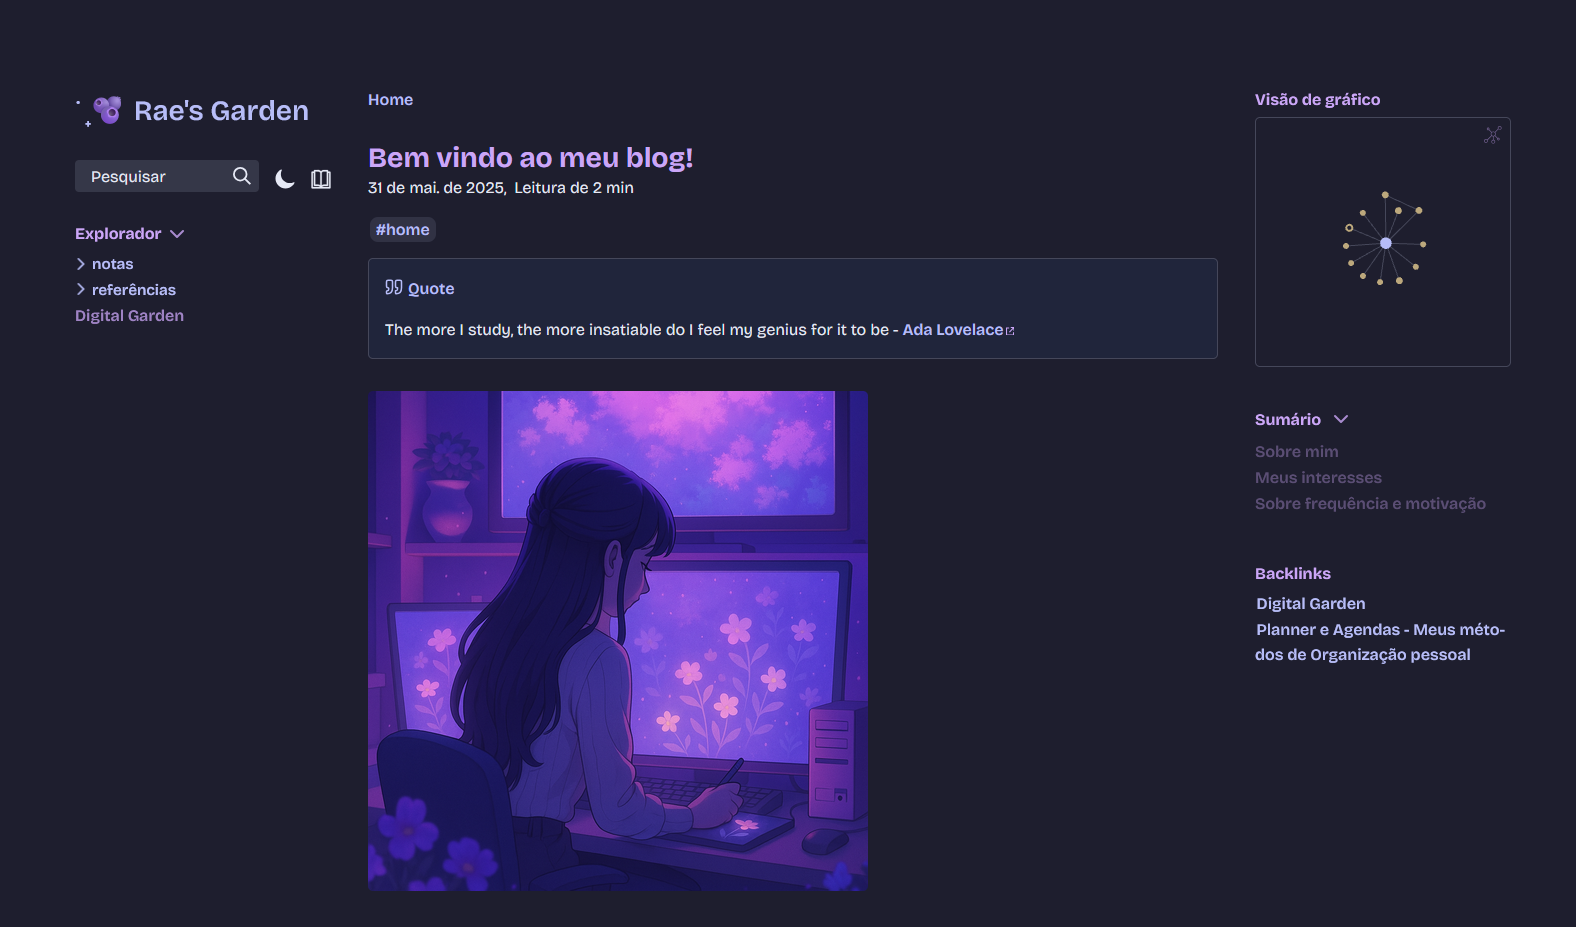 Rae's Garden
Pesquisar
Explorador
notas
referências
Digital Garden
Home
Bem vindo ao meu blog!
31 de mai. de 2025, Leitura de 2 min
#home
Quote
The more I study, the more insatiable do I feel my genius for it to be - Ada Lovelace
Visão de gráfico
Sumário
Sobre mim
Meus interesses
Sobre frequência e motivação
Backlinks
Digital Garden
Planner e Agendas - Meus méto-
dos de Organização pessoal